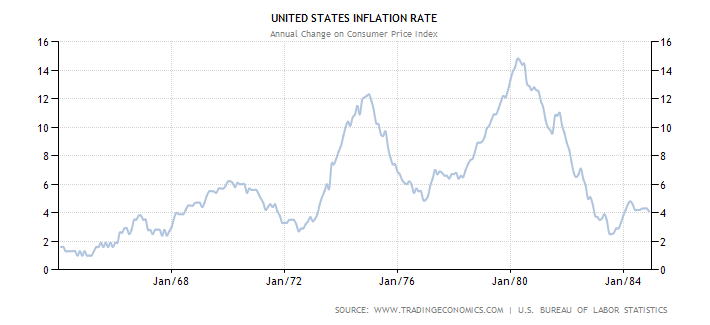 UNITED STATES INFLATION RATE
Annual Change on Consumer Price Index
16 16
14 14
12 12
10 10
8 8
6 6
4 4
2 2
0 0
Jan/68 Jan/72 Jan/76 Jan/80 Jan/84
SOURCE: WWW.TRADINGECONOMICS.COM | U.S. BUREAU OF LABOR STATISTICS